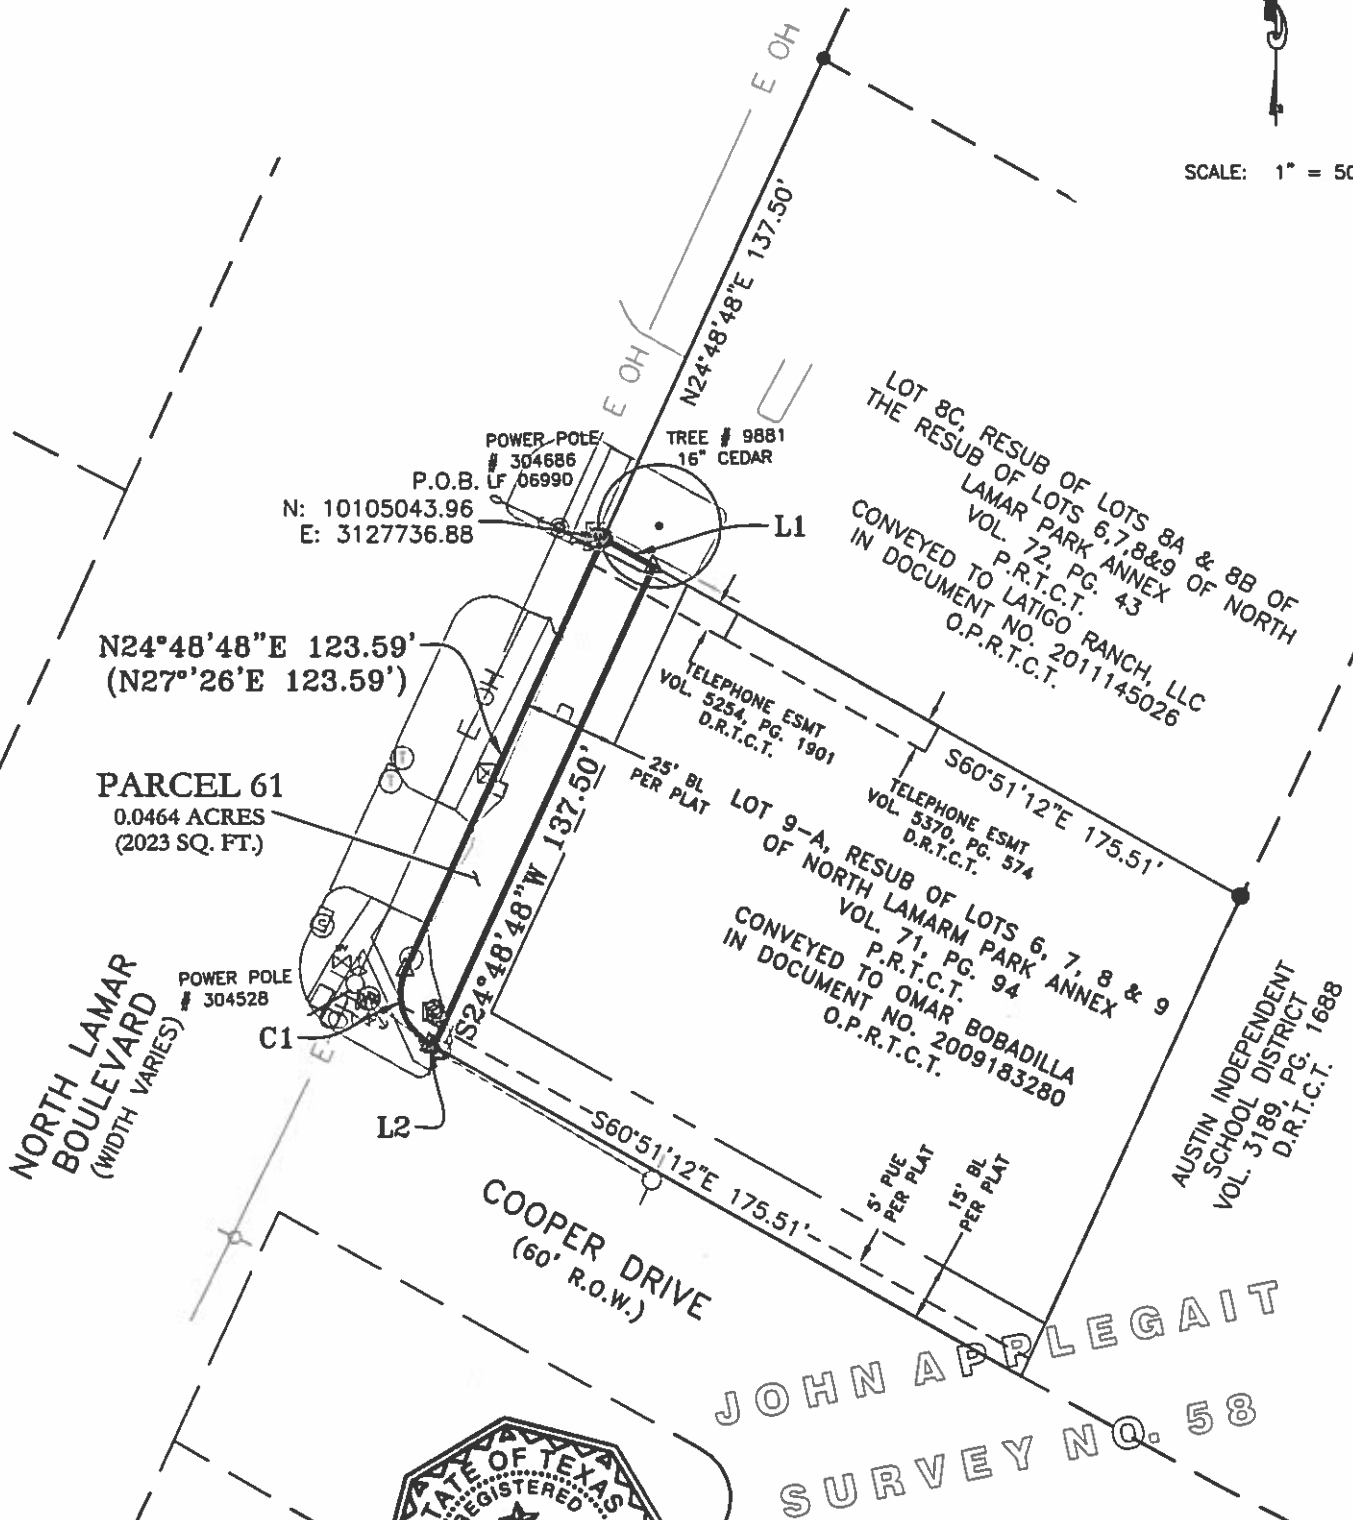 SCALE: 1" = 50
E OH
N24°48'48"E 137.50'
E OH
POWER POLE
# 304686
LF 06990
TREE # 9881
16" CEDAR
P.O.B.
N: 10105043.96
E: 3127736.88
L1
LOT 8C, RESUB OF LOTS 8A & 8B OF
THE RESUB OF LOTS 6,7,8&9 OF NORTH
LAMAR PARK ANNEX
VOL. 72, PG. 43
P.R.T.C.T.
CONVEYED TO LATIGO RANCH, LLC
IN DOCUMENT NO. 2011145026
O.P.R.T.C.T.
N24°48'48"E 123.59'
(N27°'26'E 123.59')
E OH
TELEPHONE ESMT
VOL. 5254, PG. 1901
D.R.T.C.T.
S60°51'12"E 175.51'
25' BL
PER PLAT
TELEPHONE ESMT
VOL. 5370, PG. 574
D.R.T.C.T.
PARCEL 61
0.0464 ACRES
(2023 SQ. FT.)
S24°48'48"W 137.50'
LOT 9-A, RESUB OF LOTS 6, 7, 8 & 9
OF NORTH LAMARM PARK ANNEX
VOL. 71, PG. 94
P.R.T.C.T.
CONVEYED TO OMAR BOBADILLA
IN DOCUMENT NO. 2009183280
O.P.R.T.C.T.
NORTH LAMAR
BOULEVARD
(WIDTH VARIES)
POWER POLE
# 304528
C1
E
L2
AUSTIN INDEPENDENT
SCHOOL DISTRICT
VOL. 3189, PG. 1688
D.R.T.C.T.
S60°51'12"E 175.51'
5' PUE
PER PLAT
15' BL
PER PLAT
COOPER DRIVE
(60' R.O.W.)
JOHN APPLEGAIT
SURVEY NO. 58
TATE OF TEXAS
REGISTERED